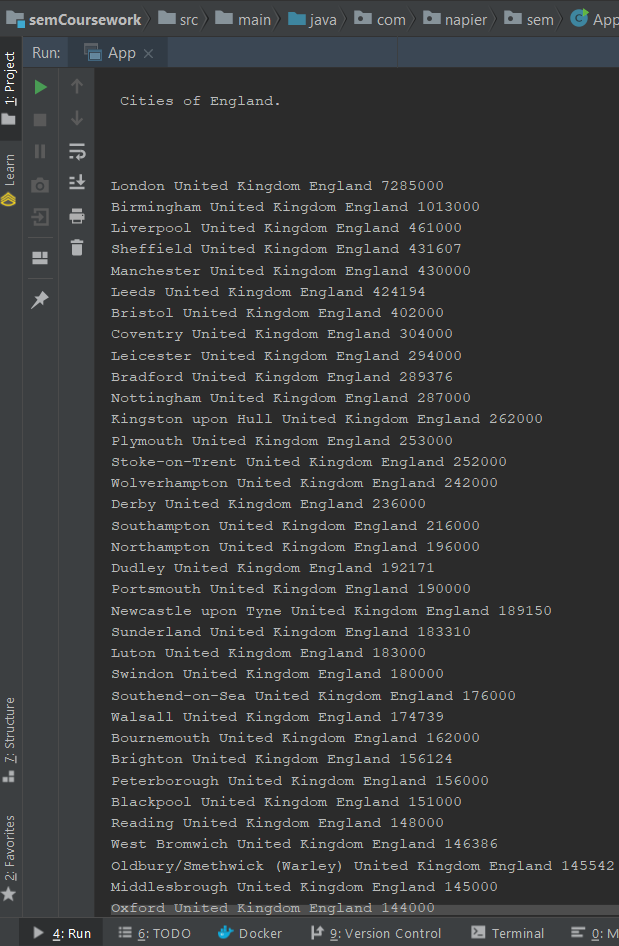 semCoursework src main java com napier sem App
Run: App
1: Project
Learn
7: Structure
2: Favorites
Cities of England.
London United Kingdom England 7285000
Birmingham United Kingdom England 1013000
Liverpool United Kingdom England 461000
Sheffield United Kingdom England 431607
Manchester United Kingdom England 430000
Leeds United Kingdom England 424194
Bristol United Kingdom England 402000
Coventry United Kingdom England 304000
Leicester United Kingdom England 294000
Bradford United Kingdom England 289376
Nottingham United Kingdom England 287000
Kingston upon Hull United Kingdom England 262000
Plymouth United Kingdom England 253000
Stoke-on-Trent United Kingdom England 252000
Wolverhampton United Kingdom England 242000
Derby United Kingdom England 236000
Southampton United Kingdom England 216000
Northampton United Kingdom England 196000
Dudley United Kingdom England 192171
Portsmouth United Kingdom England 190000
Newcastle upon Tyne United Kingdom England 189150
Sunderland United Kingdom England 183310
Luton United Kingdom England 183000
Swindon United Kingdom England 180000
Southend-on-Sea United Kingdom England 176000
Walsall United Kingdom England 174739
Bournemouth United Kingdom England 162000
Brighton United Kingdom England 156124
Peterborough United Kingdom England 156000
Blackpool United Kingdom England 151000
Reading United Kingdom England 148000
West Bromwich United Kingdom England 146386
Oldbury/Smethwick (Warley) United Kingdom England 145542
Middlesbrough United Kingdom England 145000
Oxford United Kingdom England 144000
4: Run 6: TODO Docker 9: Version Control Terminal 0: M